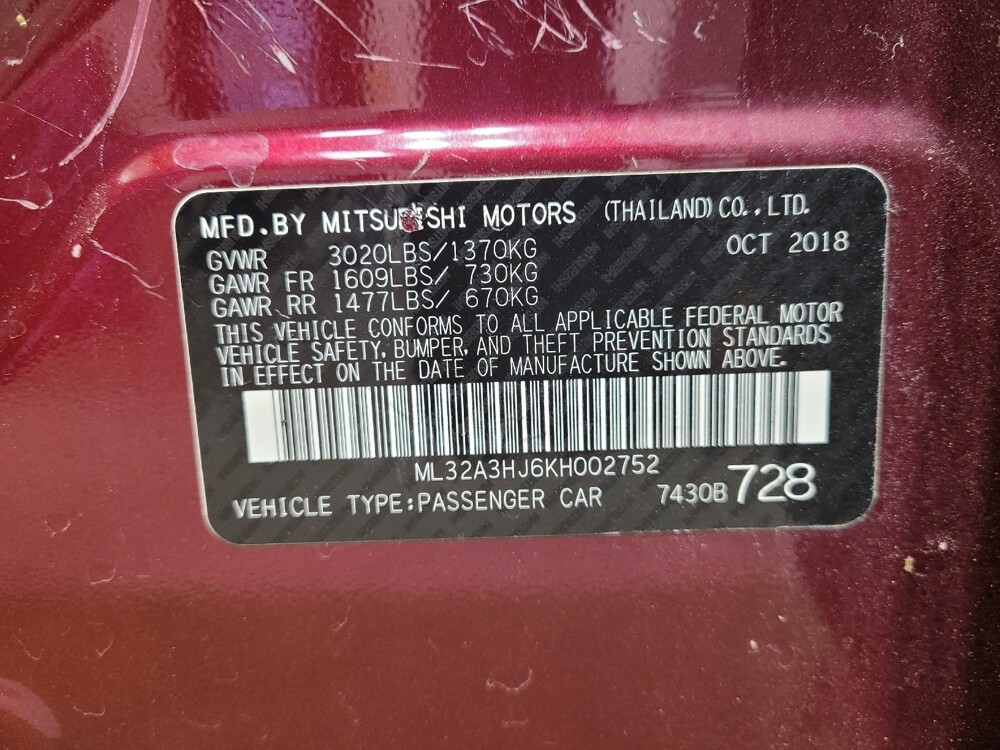 MFD.BY MITSUBISHI MOTORS (THAILAND) CO.,LTD.
GVWR 3020LBS/1370KG OCT 2018
GAWR FR 1609LBS/ 730KG
GAWR RR 1477LBS/ 670KG
THIS VEHICLE CONFORMS TO ALL APPLICABLE FEDERAL MOTOR
VEHICLE SAFETY, BUMPER, AND THEFT PREVENTION STANDARDS
IN EFFECT ON THE DATE OF MANUFACTURE SHOWN ABOVE.
ML32A3HJ6KH002752
VEHICLE TYPE:PASSENGER CAR 7430B 728